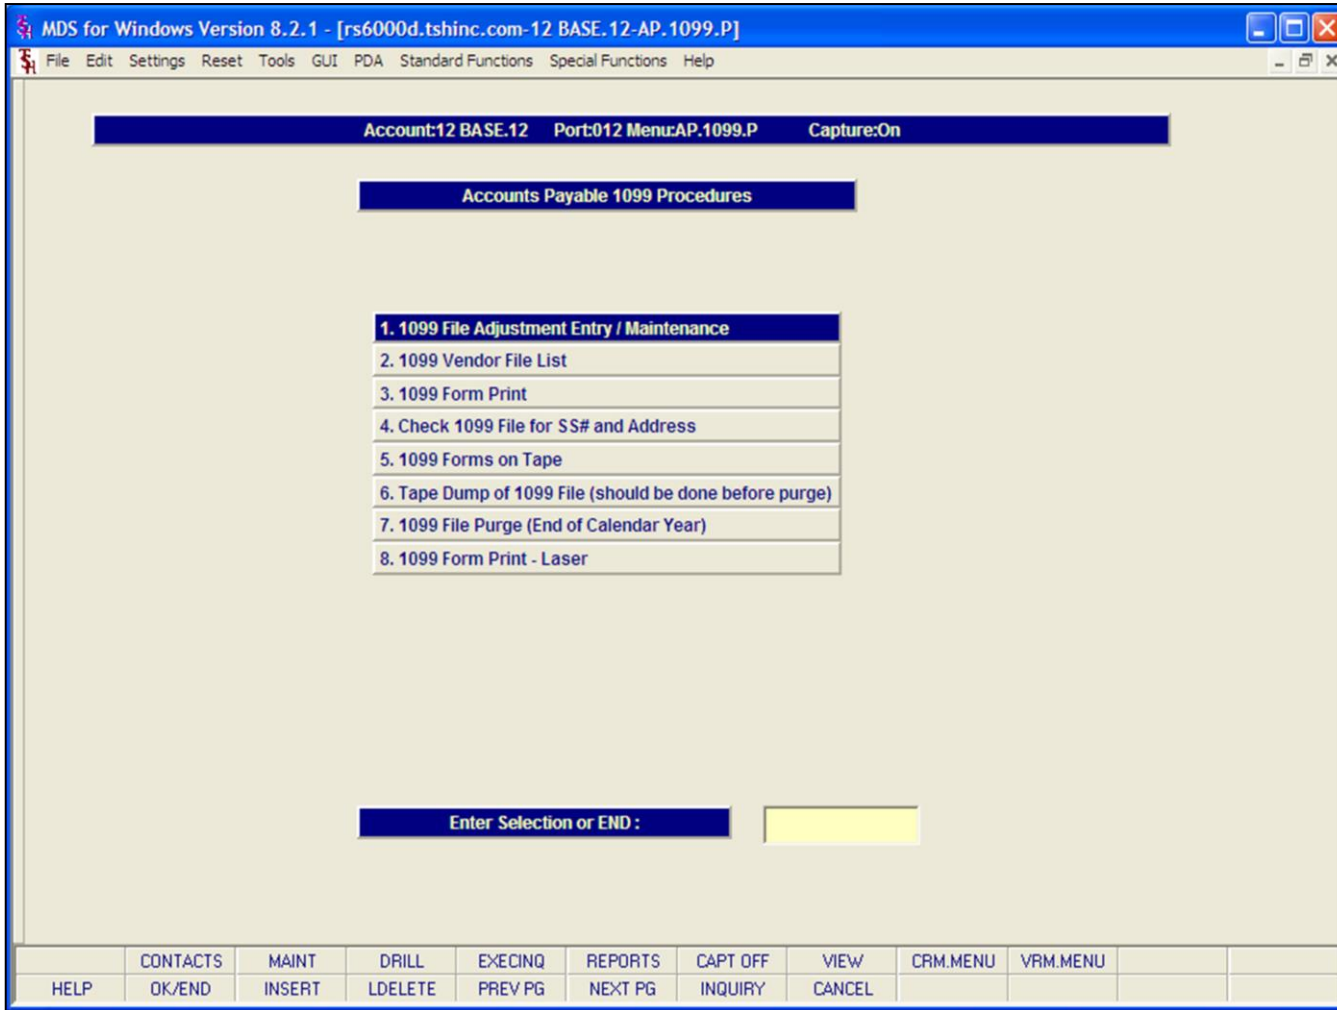 MDS for Windows Version 8.2.1 - [rs6000d.tshinc.com-12 BASE.12-AP.1099.P]
File Edit Settings Reset Tools GUI PDA Standard Functions Special Functions Help
Account:12 BASE.12 Port:012 Menu:AP.1099.P Capture:On
Accounts Payable 1099 Procedures
1. 1099 File Adjustment Entry / Maintenance
2. 1099 Vendor File List
3. 1099 Form Print
4. Check 1099 File for SS# and Address
5. 1099 Forms on Tape
6. Tape Dump of 1099 File (should be done before purge)
7. 1099 File Purge (End of Calendar Year)
8. 1099 Form Print - Laser
Enter Selection or END :
CONTACTS MAINT DRILL EXECINQ REPORTS CAPT OFF VIEW CRM.MENU VRM.MENU
HELP OK/END INSERT LDELETE PREV PG NEXT PG INQUIRY CANCEL